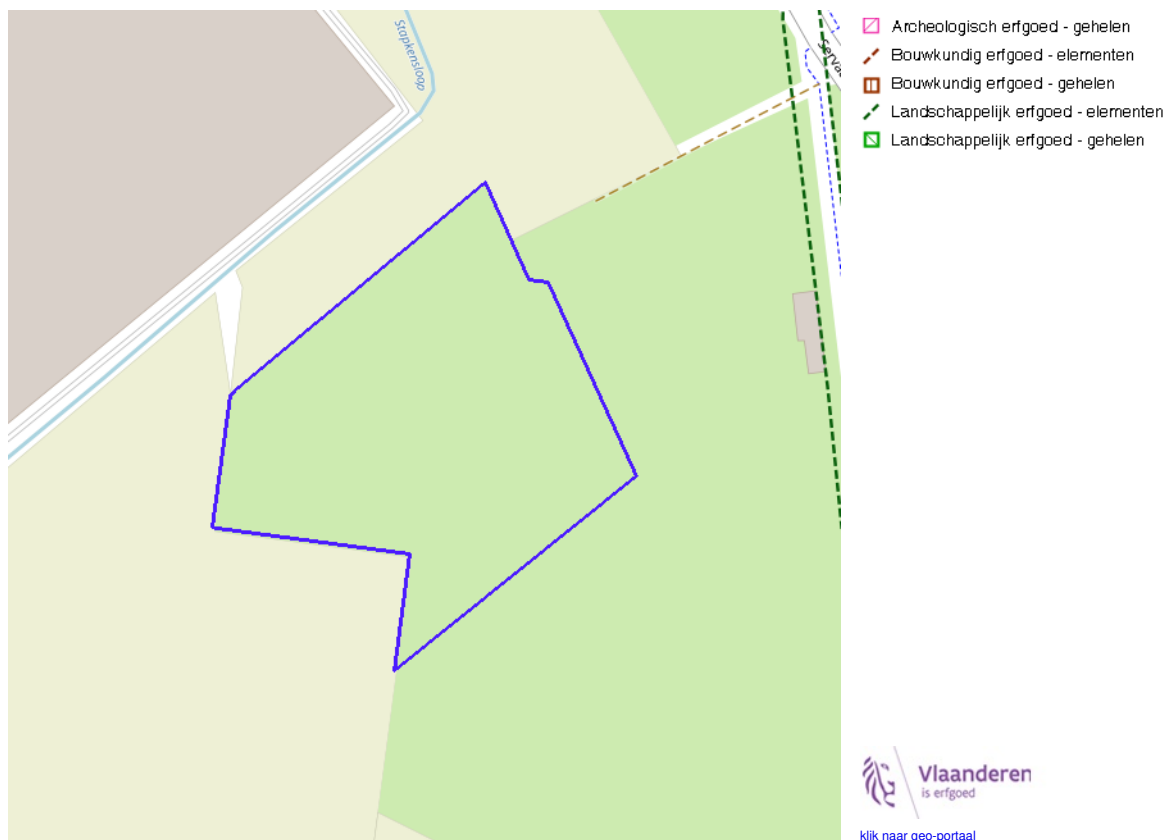 Stapkensloop
Serva
Archeologisch erfgoed - gehelen
Bouwkundig erfgoed - elementen
Bouwkundig erfgoed - gehelen
Landschappelijk erfgoed - elementen
Landschappelijk erfgoed - gehelen
Vlaanderen
is erfgoed
klik naar geo-portaal